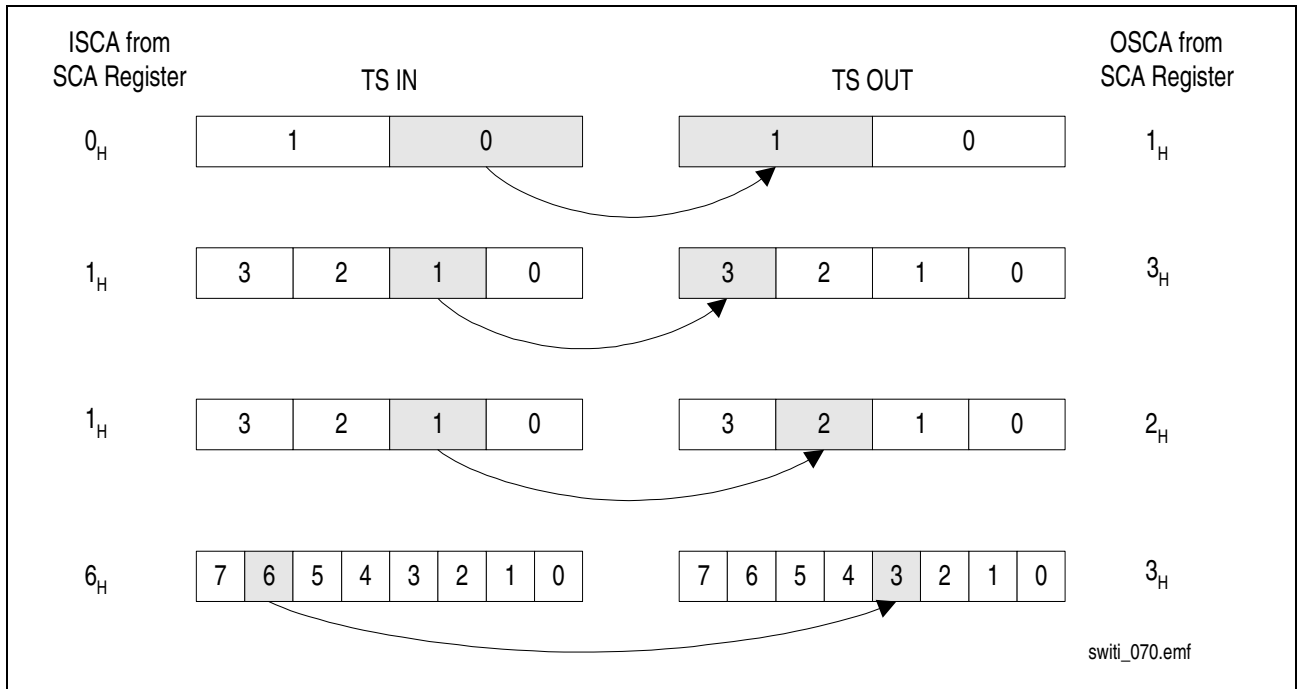 ISCA from
SCA Register
TS IN
TS OUT
OSCA from
SCA Register
0H
1 0
1 0
1H
1H
3 2 1 0
3 2 1 0
3H
1H
3 2 1 0
3 2 1 0
2H
6H
7 6 5 4 3 2 1 0
7 6 5 4 3 2 1 0
3H
switi_070.emf